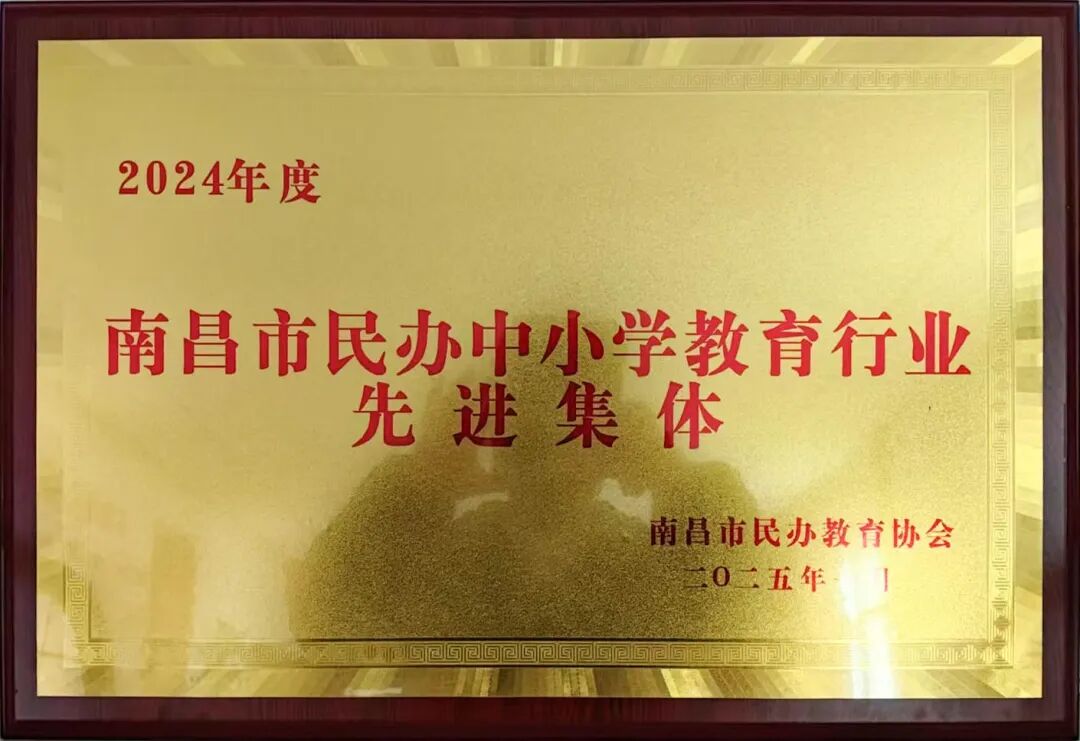 2024年度
南昌市民办中小学教育行业
先进集体
南昌市民办教育协会
二〇二五年 月